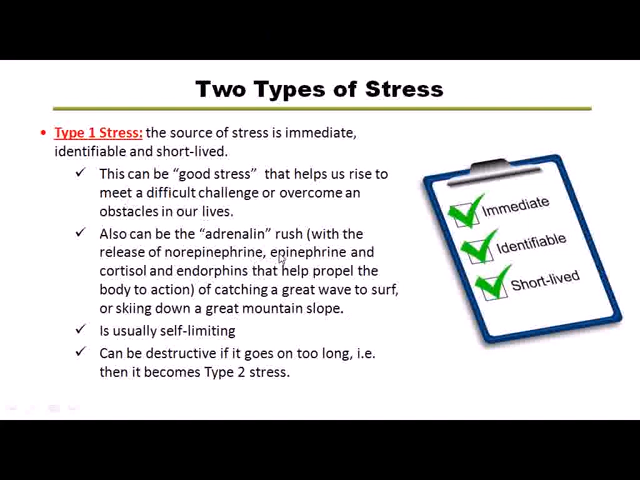 Two Types of Stress
• Type 1 Stress: the source of stress is immediate,
identifiable and short-lived.
✓ This can be “good stress” that helps us rise to
meet a difficult challenge or overcome an
obstacles in our lives.
✓ Also can be the “adrenalin” rush (with the
release of norepinephrine, epinephrine and
cortisol and endorphins that help propel the
body to action) of catching a great wave to surf,
or skiing down a great mountain slope.
✓ Is usually self-limiting
✓ Can be destructive if it goes on too long, i.e.
then it becomes Type 2 stress.
Immediate
Identifiable
Short-lived